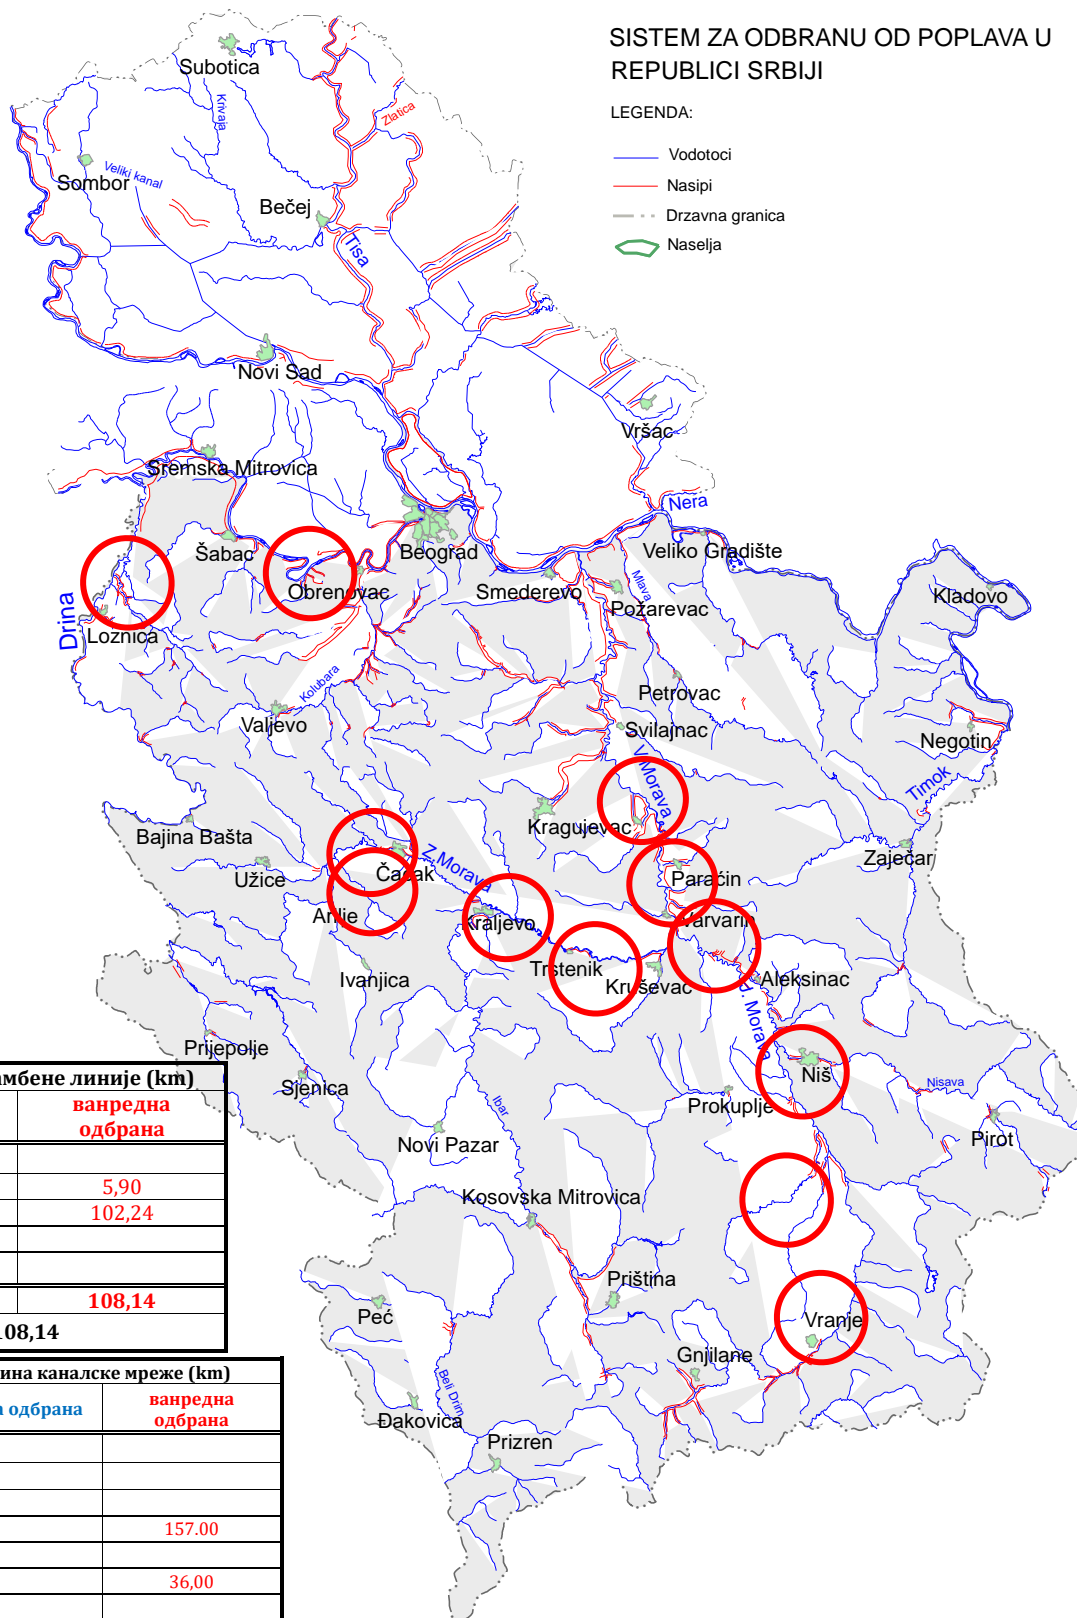 SISTEM ZA ODBRANU OD POPLAVA U
REPUBLICI SRBIJI
LEGENDA:
Vodotoci
Nasipi
Drzavna granica
Naselja
Subotica
Krivaja
Zlatica
Sombor
Veliki kanal
Bečej
Tisa
Novi Sad
Vršac
Sremska Mitrovica
Nera
Šabac
Beograd
Veliko Gradište
Obrenovac
Smederevo
Mlava
Požarevac
Kladovo
Drina
Loznica
Kolubara
Petrovac
Valjevo
Svilajnac
Negotin
V. Morava
Timok
Bajina Bašta
Kragujevac
Zaječar
Užice
Čačak
Z.Morava
Paraćin
Arilje
Kraljevo
Varvarin
Ivanjica
Trstenik
Kruševac
Aleksinac
J. Morava
Prijepolje
Sjenica
Niš
Nisava
Ibar
Prokuplje
Pirot
Novi Pazar
Kosovska Mitrovica
Priština
Peć
Vranje
Gnjilane
Beli Drim
Đakovica
Prizren
мбене линије (km)
ванредна
одбрана
5,90
102,24
108,14
108,14
ина каналске мреже (km)
а одбрана
ванредна
одбрана
157.00
36,00